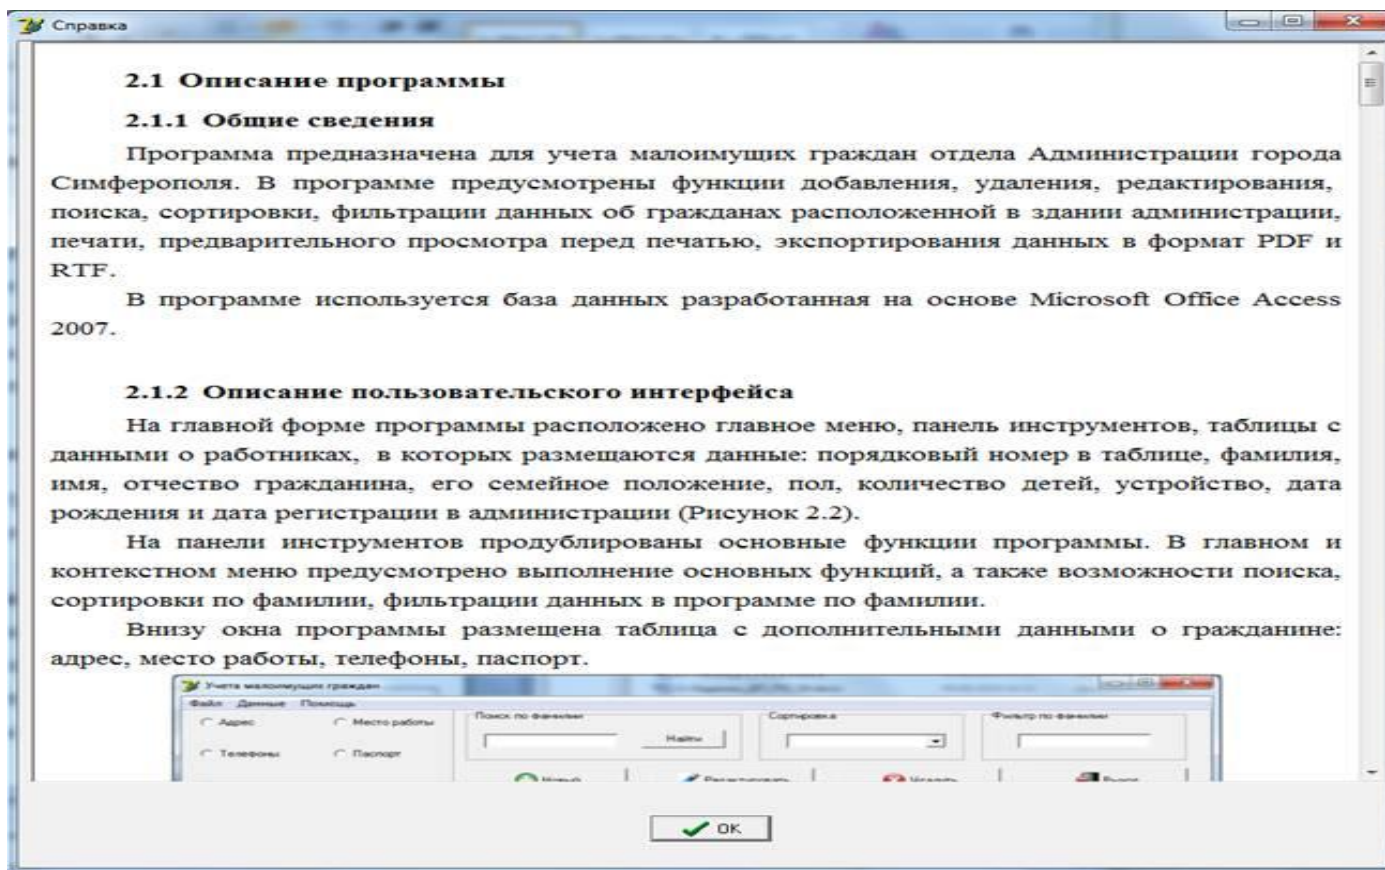 Справка
2.1 Описание программы
2.1.1 Общие сведения
Программа предназначена для учета малоимущих граждан отдела Администрации города
Симферополя. В программе предусмотрены функции добавления, удаления, редактирования,
поиска, сортировки, фильтрации данных об гражданах расположенной в здании администрации,
печати, предварительного просмотра перед печатью, экспортирования данных в формат PDF и
RTF.
В программе используется база данных разработанная на основе Microsoft Office Access
2007.
2.1.2 Описание пользовательского интерфейса
На главной форме программы расположено главное меню, панель инструментов, таблицы с
данными о работниках, в которых размещаются данные: порядковый номер в таблице, фамилия,
имя, отчество гражданина, его семейное положение, пол, количество детей, устройство, дата
рождения и дата регистрации в администрации (Рисунок 2.2).
На панели инструментов продублированы основные функции программы. В главном и
контекстном меню предусмотрено выполнение основных функций, а также возможности поиска,
сортировки по фамилии, фильтрации данных в программе по фамилии.
Внизу окна программы размещена таблица с дополнительными данными о гражданине:
адрес, место работы, телефоны, паспорт.
Учета малоимущих граждан
Файл Данные Помощь
Адрес Место работы Поиск по фамилии Сортировка Фильтр по фамилии
Найти
Телефоны Паспорт
Новый Редактировать Удалить
OK